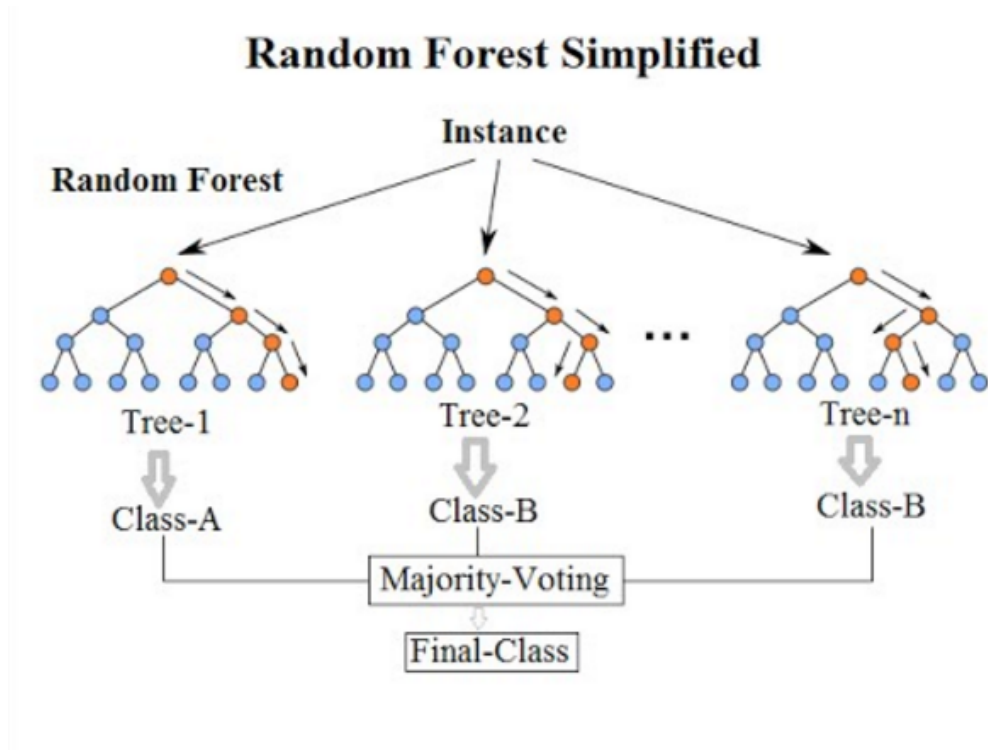 Random Forest Simplified
Instance
Random Forest
...
Tree-1
Tree-2
Tree-n
Class-A
Class-B
Class-B
Majority-Voting
Final-Class